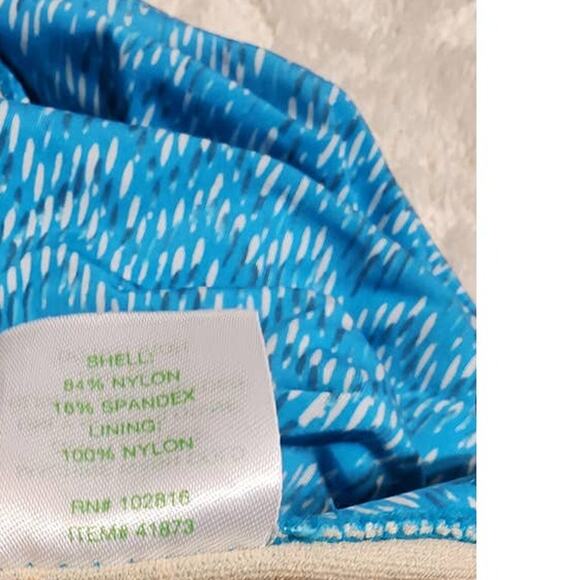 SHELL:
84% NYLON
16% SPANDEX
LINING:
100% NYLON
RN# 102816
ITEM# 41873